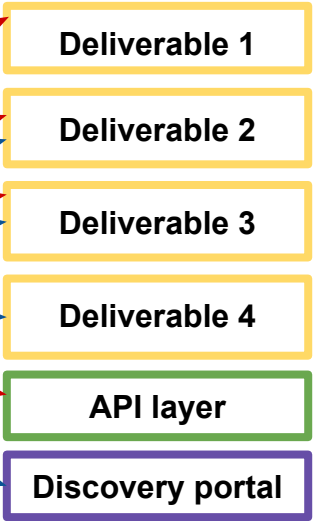 Deliverable 1
Deliverable 2
Deliverable 3
Deliverable 4
API layer
Discovery portal